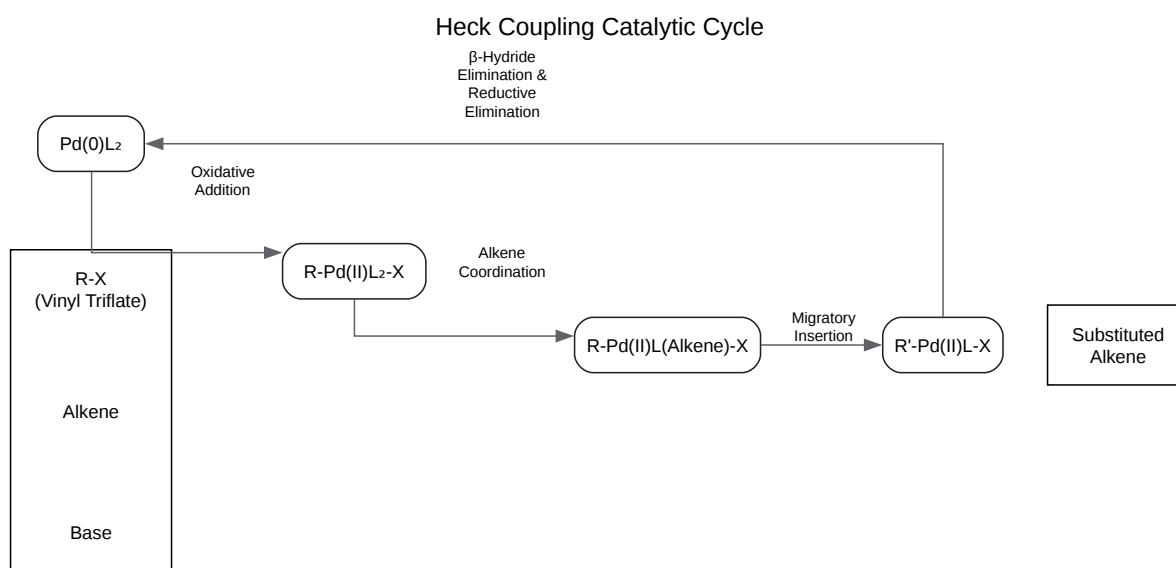 Heck Coupling Catalytic Cycle
β-Hydride
Elimination &
Reductive
Elimination
Pd(0)L₂
Oxidative
Addition
R-Pd(II)L₂-X
Alkene
Coordination
R-X
(Vinyl Triflate)
Migratory
Insertion
R-Pd(II)L(Alkene)-X
R'-Pd(II)L-X
Substituted
Alkene
Alkene
Base